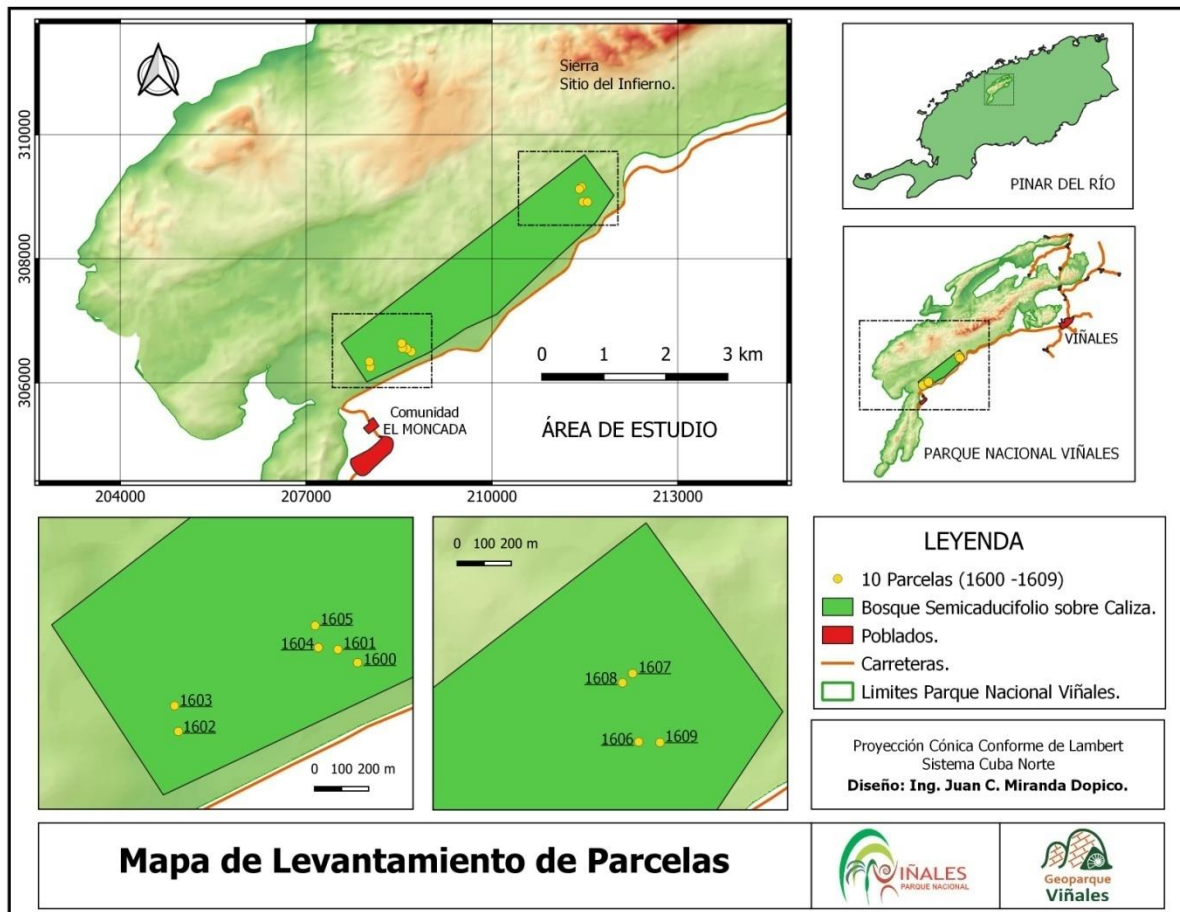 Sierra
Sitio del Infierno.
310000
308000
306000
0 1 2 3 km
Comunidad
EL MONCADA
ÁREA DE ESTUDIO
204000 207000 210000 213000
PINAR DEL RÍO
VIÑALES
PARQUE NACIONAL VIÑALES
1605
1604
1601
1600
1603
1602
0 100 200 m
0 100 200 m
1607
1608
1606
1609
LEYENDA
10 Parcelas (1600 -1609)
Bosque Semicaducifolio sobre Caliza.
Poblados.
Carreteras.
Limites Parque Nacional Viñales.
Proyección Cónica Conforme de Lambert
Sistema Cuba Norte
Diseño: Ing. Juan C. Miranda Dopico.
Mapa de Levantamiento de Parcelas
VIÑALES
PARQUE NACIONAL
Geoparque
Viñales